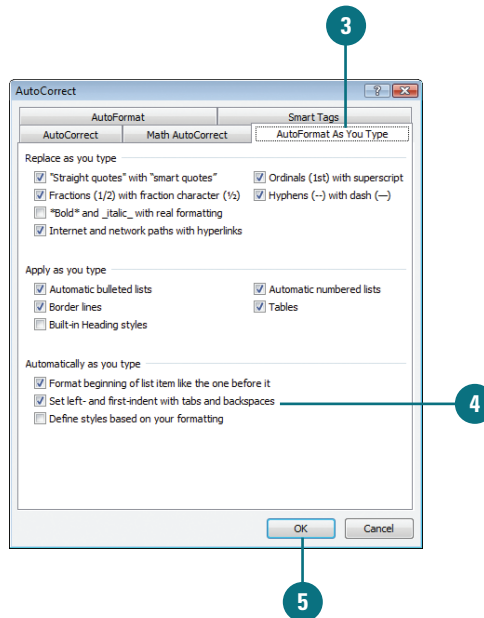 3
AutoCorrect
AutoFormat Smart Tags
AutoCorrect Math AutoCorrect AutoFormat As You Type
Replace as you type
"Straight quotes" with “smart quotes” Ordinals (1st) with superscript
Fractions (1/2) with fraction character (½) Hyphens (--) with dash (—)
*Bold* and _italic_ with real formatting
Internet and network paths with hyperlinks
Apply as you type
Automatic bulleted lists Automatic numbered lists
Border lines Tables
Built-in Heading styles
Automatically as you type
Format beginning of list item like the one before it
Set left- and first-indent with tabs and backspaces
4
Define styles based on your formatting
OK Cancel
5